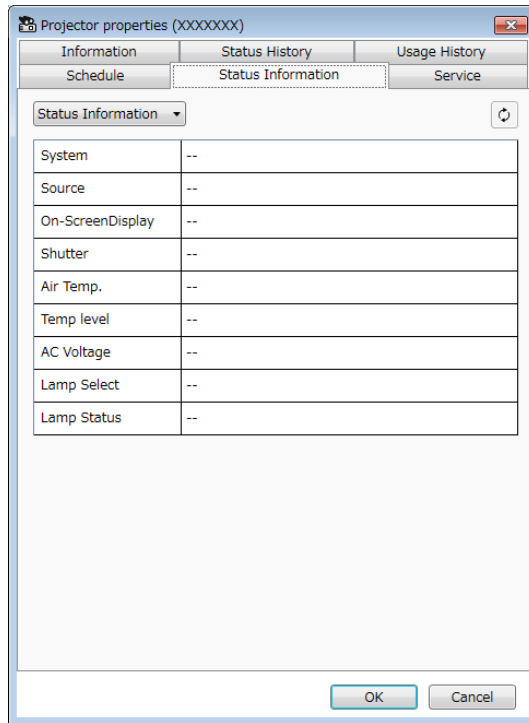 Projector properties (XXXXXXX)
Information Status History Usage History
Schedule Status Information Service
Status Information
System --
Source --
On-ScreenDisplay --
Shutter --
Air Temp. --
Temp level --
AC Voltage --
Lamp Select --
Lamp Status --
OK Cancel